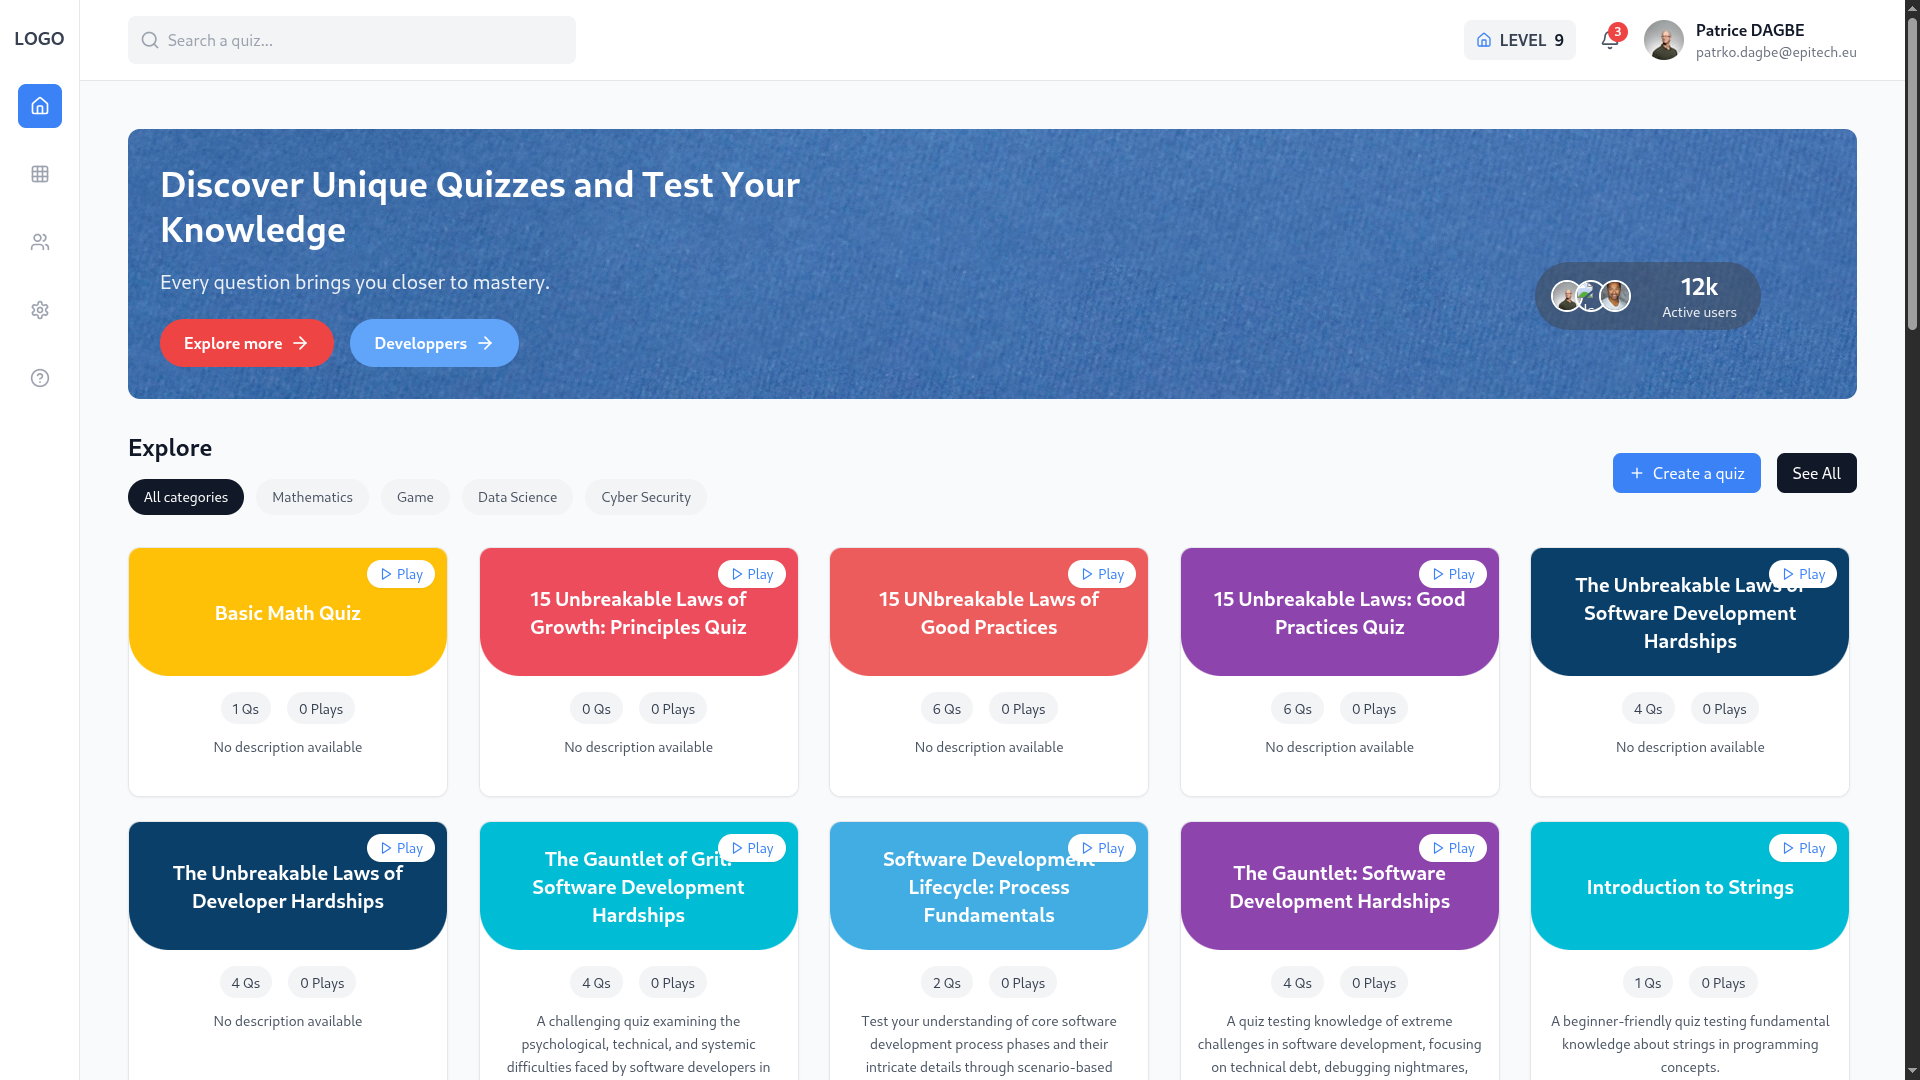 LOGO
Search a quiz...
LEVEL 9
3
Patrice DAGBE
patrko.dagbe@epitech.eu
Discover Unique Quizzes and Test Your
Knowledge
Every question brings you closer to mastery.
Explore more
Developpers
12k
Active users
Explore
All categories
Mathematics
Game
Data Science
Cyber Security
Create a quiz
See All
Play
Basic Math Quiz
1 Qs
0 Plays
No description available
Play
15 Unbreakable Laws of
Growth: Principles Quiz
0 Qs
0 Plays
No description available
Play
15 UNbreakable Laws of
Good Practices
6 Qs
0 Plays
No description available
Play
15 Unbreakable Laws: Good
Practices Quiz
6 Qs
0 Plays
No description available
Play
The Unbreakable Laws of
Software Development
Hardships
4 Qs
0 Plays
No description available
Play
The Unbreakable Laws of
Developer Hardships
4 Qs
0 Plays
No description available
Play
The Gauntlet of Grit:
Software Development
Hardships
4 Qs
0 Plays
A challenging quiz examining the
psychological, technical, and systemic
difficulties faced by software developers in
Play
Software Development
Lifecycle: Process
Fundamentals
2 Qs
0 Plays
Test your understanding of core software
development process phases and their
intricate details through scenario-based
Play
The Gauntlet: Software
Development Hardships
4 Qs
0 Plays
A quiz testing knowledge of extreme
challenges in software development, focusing
on technical debt, debugging nightmares,
Play
Introduction to Strings
1 Qs
0 Plays
A beginner-friendly quiz testing fundamental
knowledge about strings in programming
concepts.